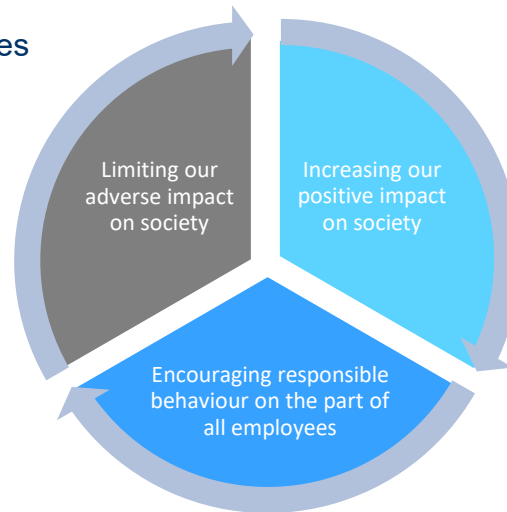 Limiting our
adverse impact
on society
Increasing our
positive impact
on society
Encouraging responsible
behaviour on the part of
all employees